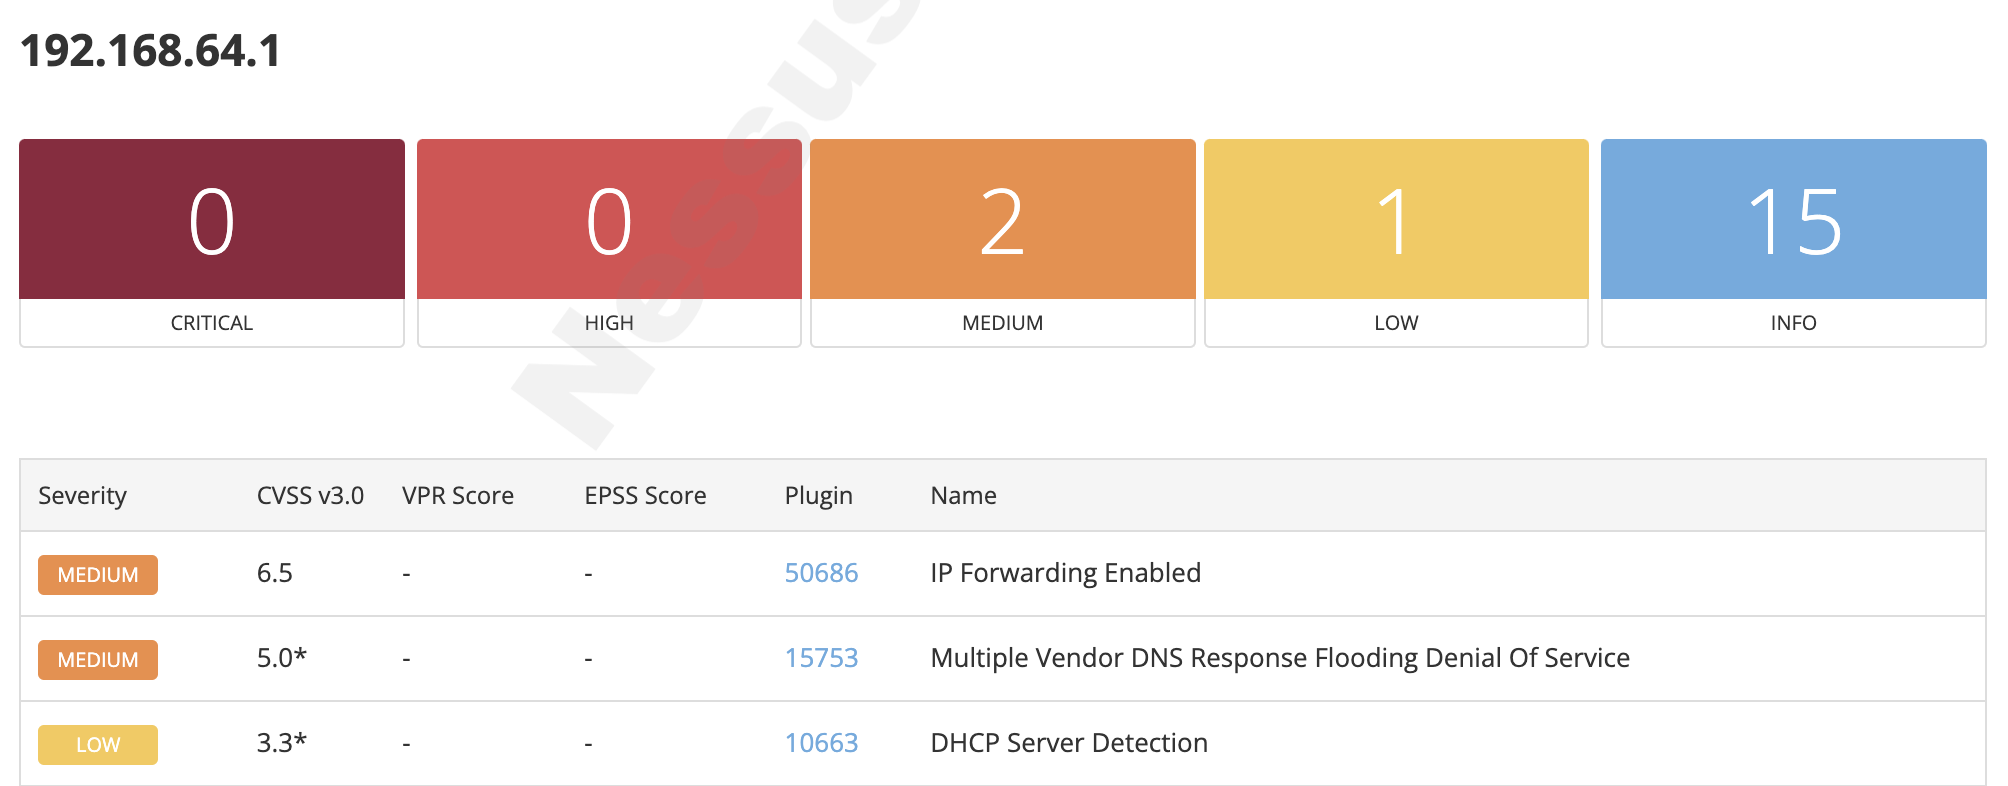 192.168.64.1
Nessus
0 0 2 1 15
CRITICAL HIGH MEDIUM LOW INFO
Severity CVSS v3.0 VPR Score EPSS Score Plugin Name
MEDIUM 6.5 - - 50686 IP Forwarding Enabled
MEDIUM 5.0* - - 15753 Multiple Vendor DNS Response Flooding Denial Of Service
LOW 3.3* - - 10663 DHCP Server Detection